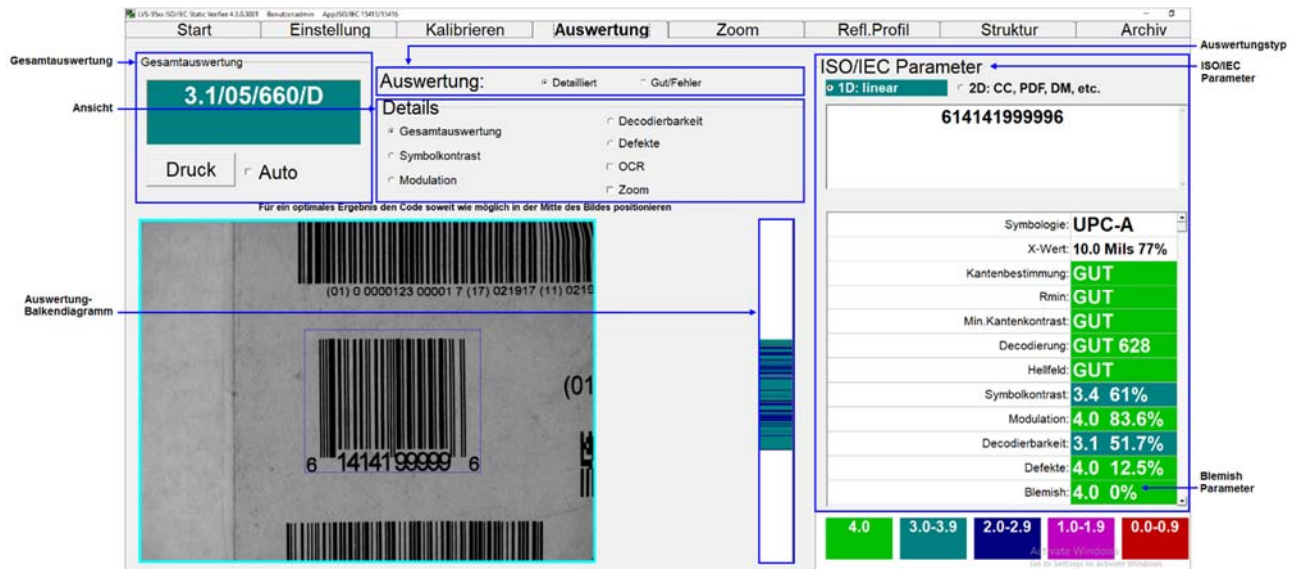 LVS-95xx ISO/IEC Static Verifier 4.3.0.3001 Benutzer:admin App:ISO/IEC 15415/15416
Start Einstellung Kalibrieren Auswertung Zoom Refl.Profil Struktur Archiv
Gesamtauswertung
Ansicht
Auswertung-
Balkendiagramm
Auswertungstyp
ISO/IEC
Parameter
Blemish
Parameter
Gesamtauswertung
3.1/05/660/D
Druck Auto
Auswertung: Detailliert Gut/Fehler
Details
Gesamtauswertung
Symbolkontrast
Modulation
Decodierbarkeit
Defekte
OCR
Zoom
Für ein optimales Ergebnis den Code soweit wie möglich in der Mitte des Bildes positionieren
(01) 0 0000123 00001 7 (17) 021917 (11) 0219
(01
6 14141 99999 6
ISO/IEC Parameter
1D: linear 2D: CC, PDF, DM, etc.
614141999996
Symbologie: UPC-A
X-Wert: 10.0 Mils 77%
Kantenbestimmung: GUT
Rmin: GUT
Min.Kantenkontrast: GUT
Decodierung: GUT 628
Hellfeld: GUT
Symbolkontrast: 3.4 61%
Modulation: 4.0 83.6%
Decodierbarkeit: 3.1 51.7%
Defekte: 4.0 12.5%
Blemish: 4.0 0%
4.0 3.0-3.9 2.0-2.9 1.0-1.9 0.0-0.9
Activate Windows
Go to Settings to activate Windows.